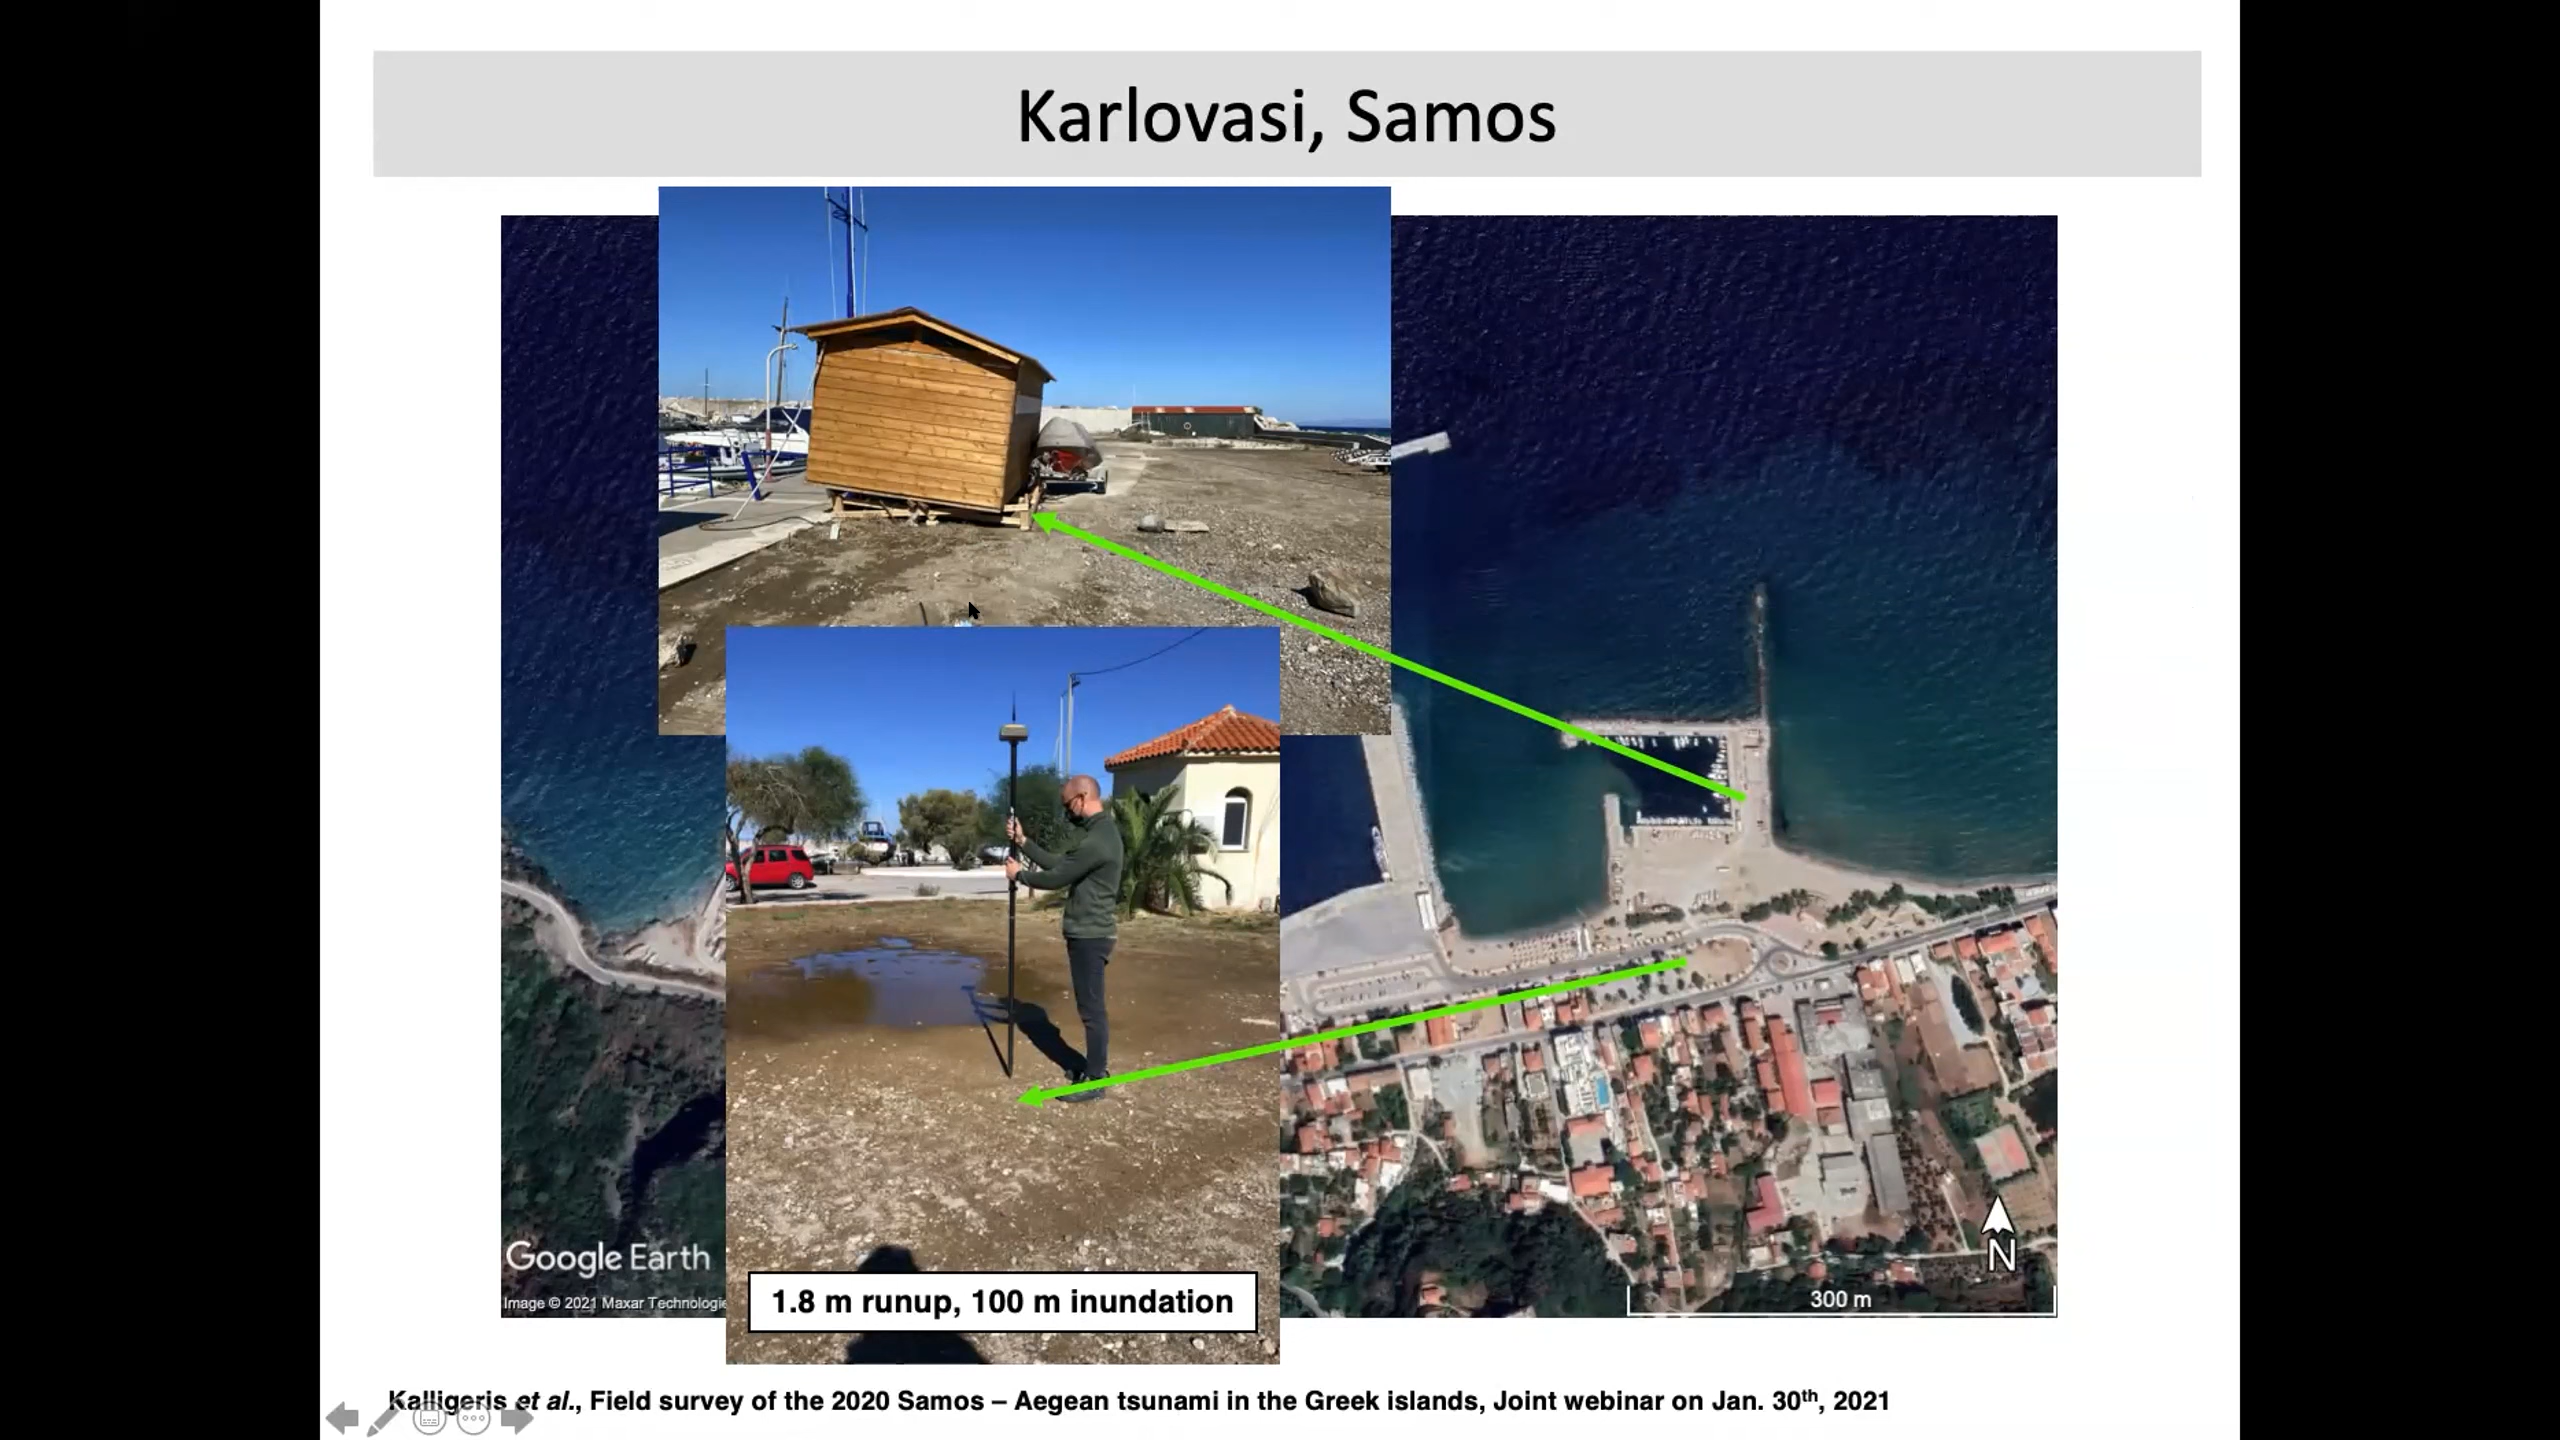 Karlovasi, Samos
Google Earth
Image © 2021 Maxar Technologie
1.8 m runup, 100 m inundation
N
300 m
Kalligeris et al., Field survey of the 2020 Samos – Aegean tsunami in the Greek islands, Joint webinar on Jan. 30th, 2021